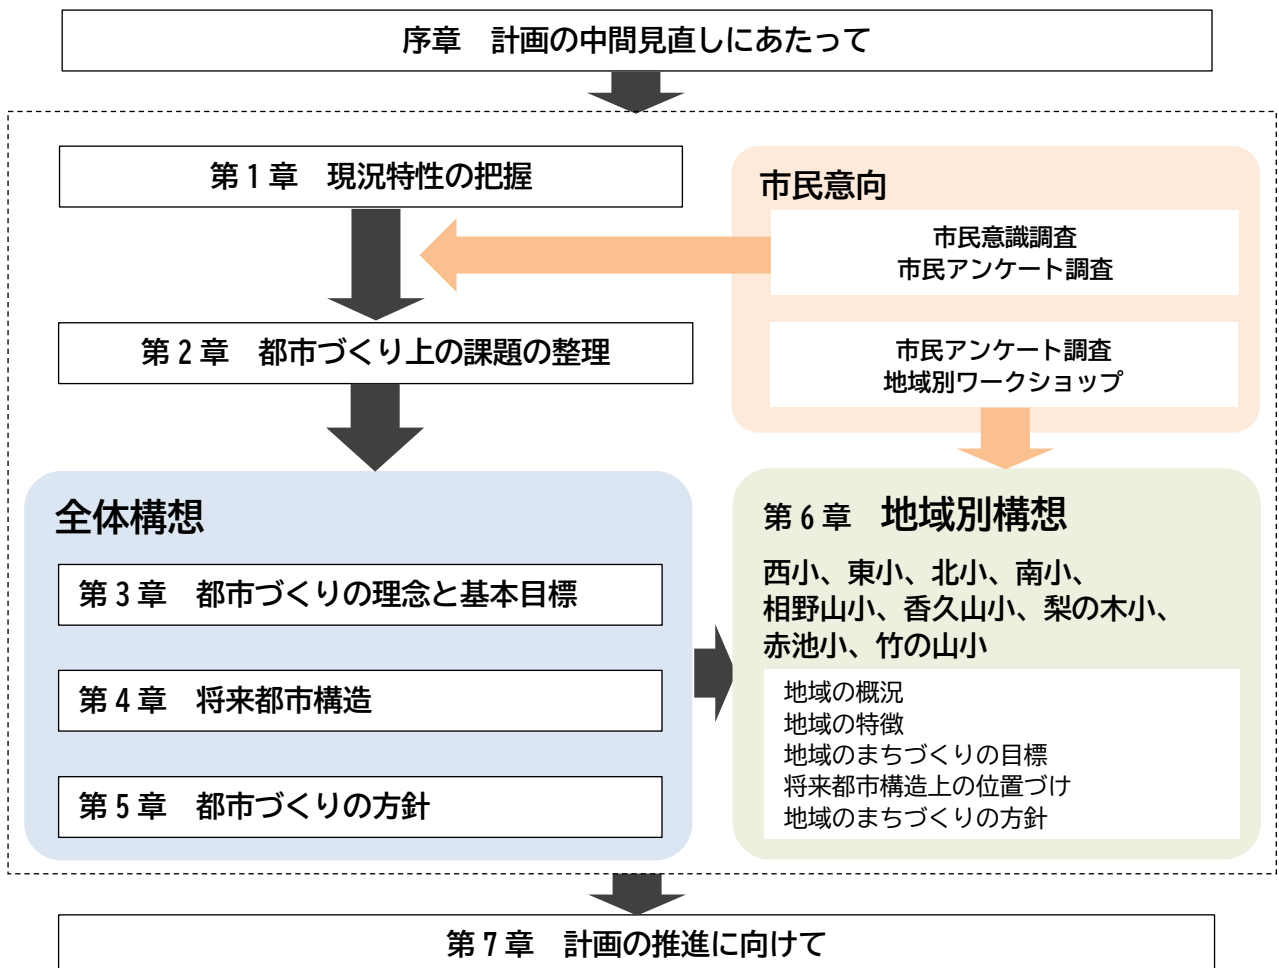 序章　計画の中間見直しにあたって
第１章　現況特性の把握
市民意向
市民意識調査
市民アンケート調査
第２章　都市づくり上の課題の整理
市民アンケート調査
地域別ワークショップ
全体構想
第３章　都市づくりの理念と基本目標
第４章　将来都市構造
第５章　都市づくりの方針
第６章　地域別構想
西小、東小、北小、南小、
相野山小、香久山小、梨の木小、
赤池小、竹の山小
地域の概況
地域の特徴
地域のまちづくりの目標
将来都市構造上の位置づけ
地域のまちづくりの方針
第７章　計画の推進に向けて